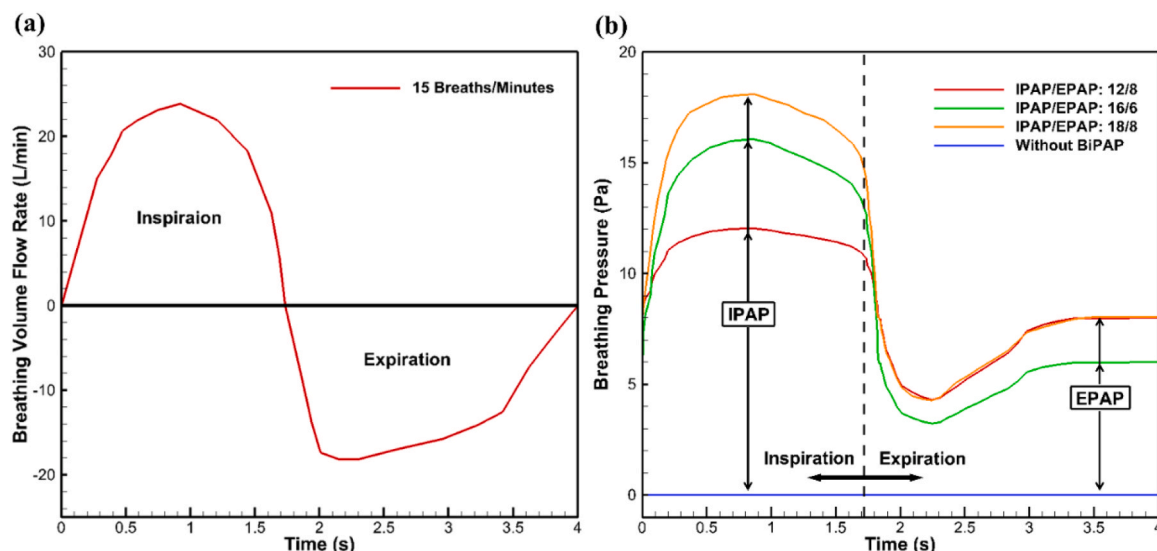 (a)
30
20
10
0
-10
-20
0
0.5
1
1.5
2
2.5
3
3.5
4
Breathing Volume Flow Rate (L/min)
Time (s)
15 Breaths/Minutes
Inspiraion
Expiration
(b)
20
15
10
5
0
0
0.5
1
1.5
2
2.5
3
3.5
4
Breathing Pressure (Pa)
Time (s)
IPAP/EPAP: 12/8
IPAP/EPAP: 16/6
IPAP/EPAP: 18/8
Without BiPAP
IPAP
EPAP
Inspiration
Expiration